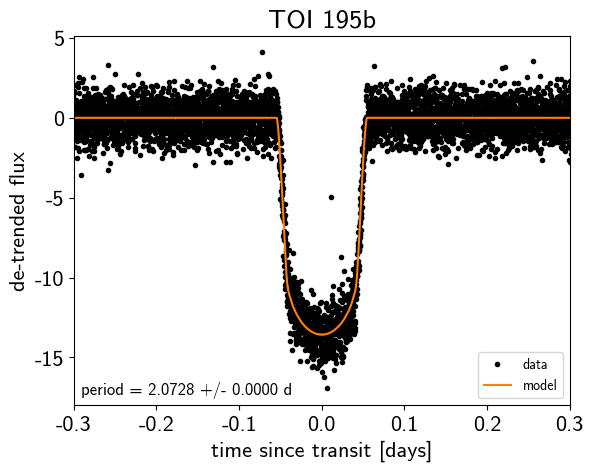 TOI 195b
de-trended flux
5
0
-5
-10
-15
period = 2.0728 +/- 0.0000 d
data
model
-0.3 -0.2 -0.1 0.0 0.1 0.2 0.3
time since transit [days]